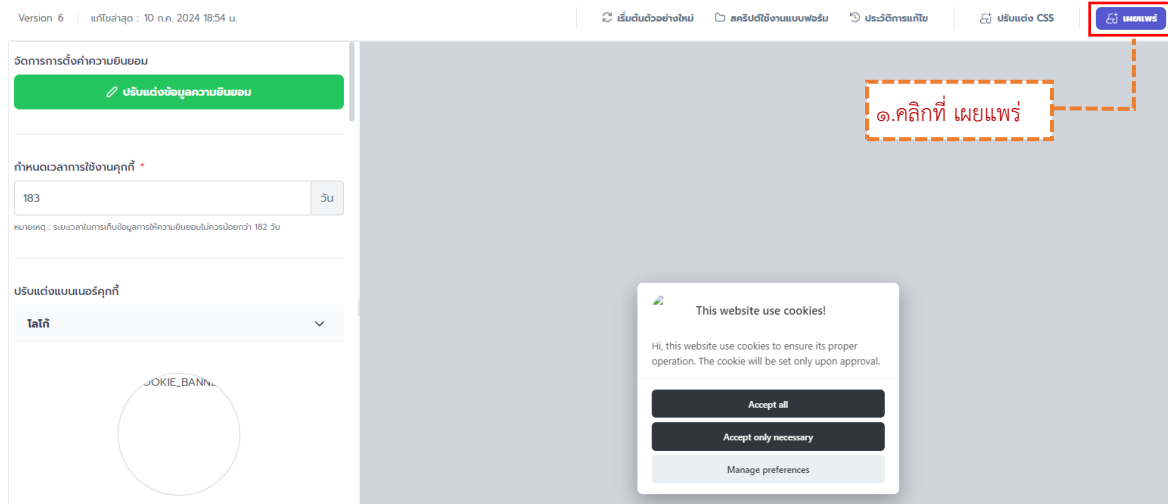 Version 6
แก้ไขล่าสุด : 10 ก.ค. 2024 18:54 น.
เริ่มต้นตัวอย่างใหม่
สคริปต์ใช้งานแบบฟอร์ม
ประวัติการแก้ไข
ปรับแต่ง CSS
เผยแพร่
จัดการการตั้งค่าความยินยอม
ปรับแต่งข้อมูลความยินยอม
๑.คลิกที่ เผยแพร่
กำหนดเวลาการใช้งานคุกกี้ *
183
วัน
หมายเหตุ : ระยะเวลาในการเก็บข้อมูลการให้ความยินยอมไม่ควรน้อยกว่า 182 วัน
ปรับแต่งแบนเนอร์คุกกี้
โลโก้
This website use cookies!
Hi, this website use cookies to ensure its proper
operation. The cookie will be set only upon approval.
Accept all
Accept only necessary
Manage preferences